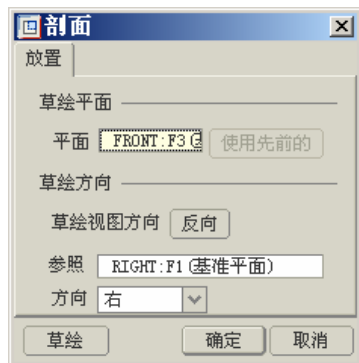 剖面
放置
草绘平面
平面 FRONT:F3(
使用先前的
草绘方向
草绘视图方向 反向
参照 RIGHT:F1(基准平面)
方向 右
草绘 确定 取消